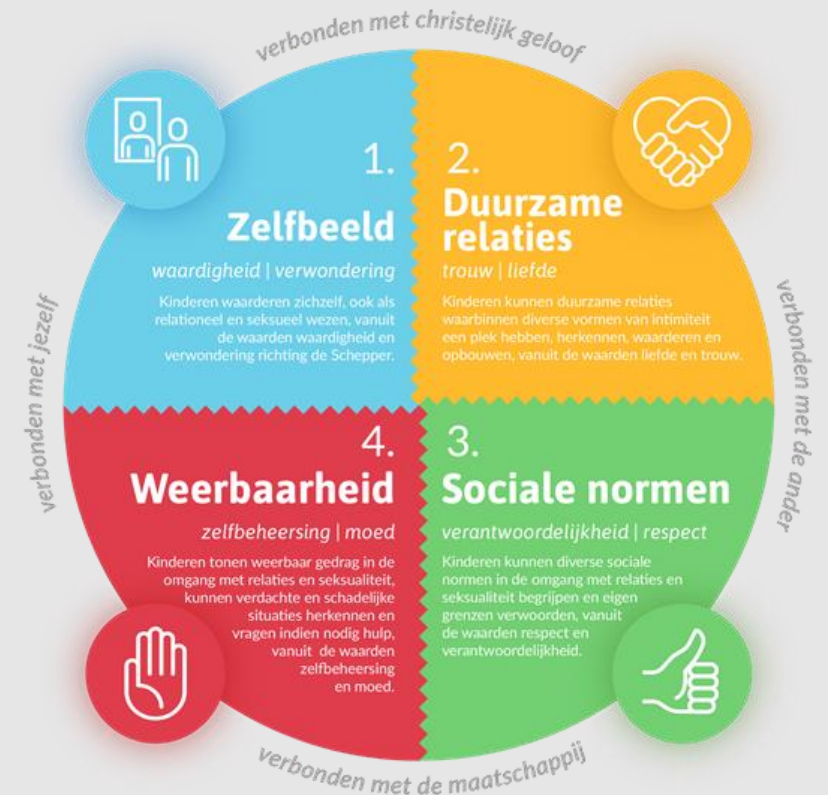 verbonden met christelijk geloof
1.
Zelfbeeld
waardigheid | verwondering
Kinderen waarderen zichzelf, ook als
relationeel en seksueel wezen, vanuit
de waarden waardigheid en
verwondering richting de Schepper.
2.
Duurzame
relaties
trouw | liefde
Kinderen kunnen duurzame relaties
waarbinnen diverse vormen van intimiteit
een plek hebben, herkennen, waarderen en
opbouwen, vanuit de waarden liefde en trouw.
verbonden met de ander
3.
Sociale normen
verantwoordelijkheid | respect
Kinderen kunnen diverse sociale
normen in de omgang met relaties en
seksualiteit begrijpen en eigen
grenzen verwoorden, vanuit
de waarden respect en
verantwoordelijkheid.
4.
Weerbaarheid
zelfbeheersing | moed
Kinderen tonen weerbaar gedrag in de
omgang met relaties en seksualiteit,
kunnen verdachte en schadelijke
situaties herkennen en
vragen indien nodig hulp,
vanuit de waarden
zelfbeheersing
en moed.
verbonden met de maatschappij
verbonden met jezelf